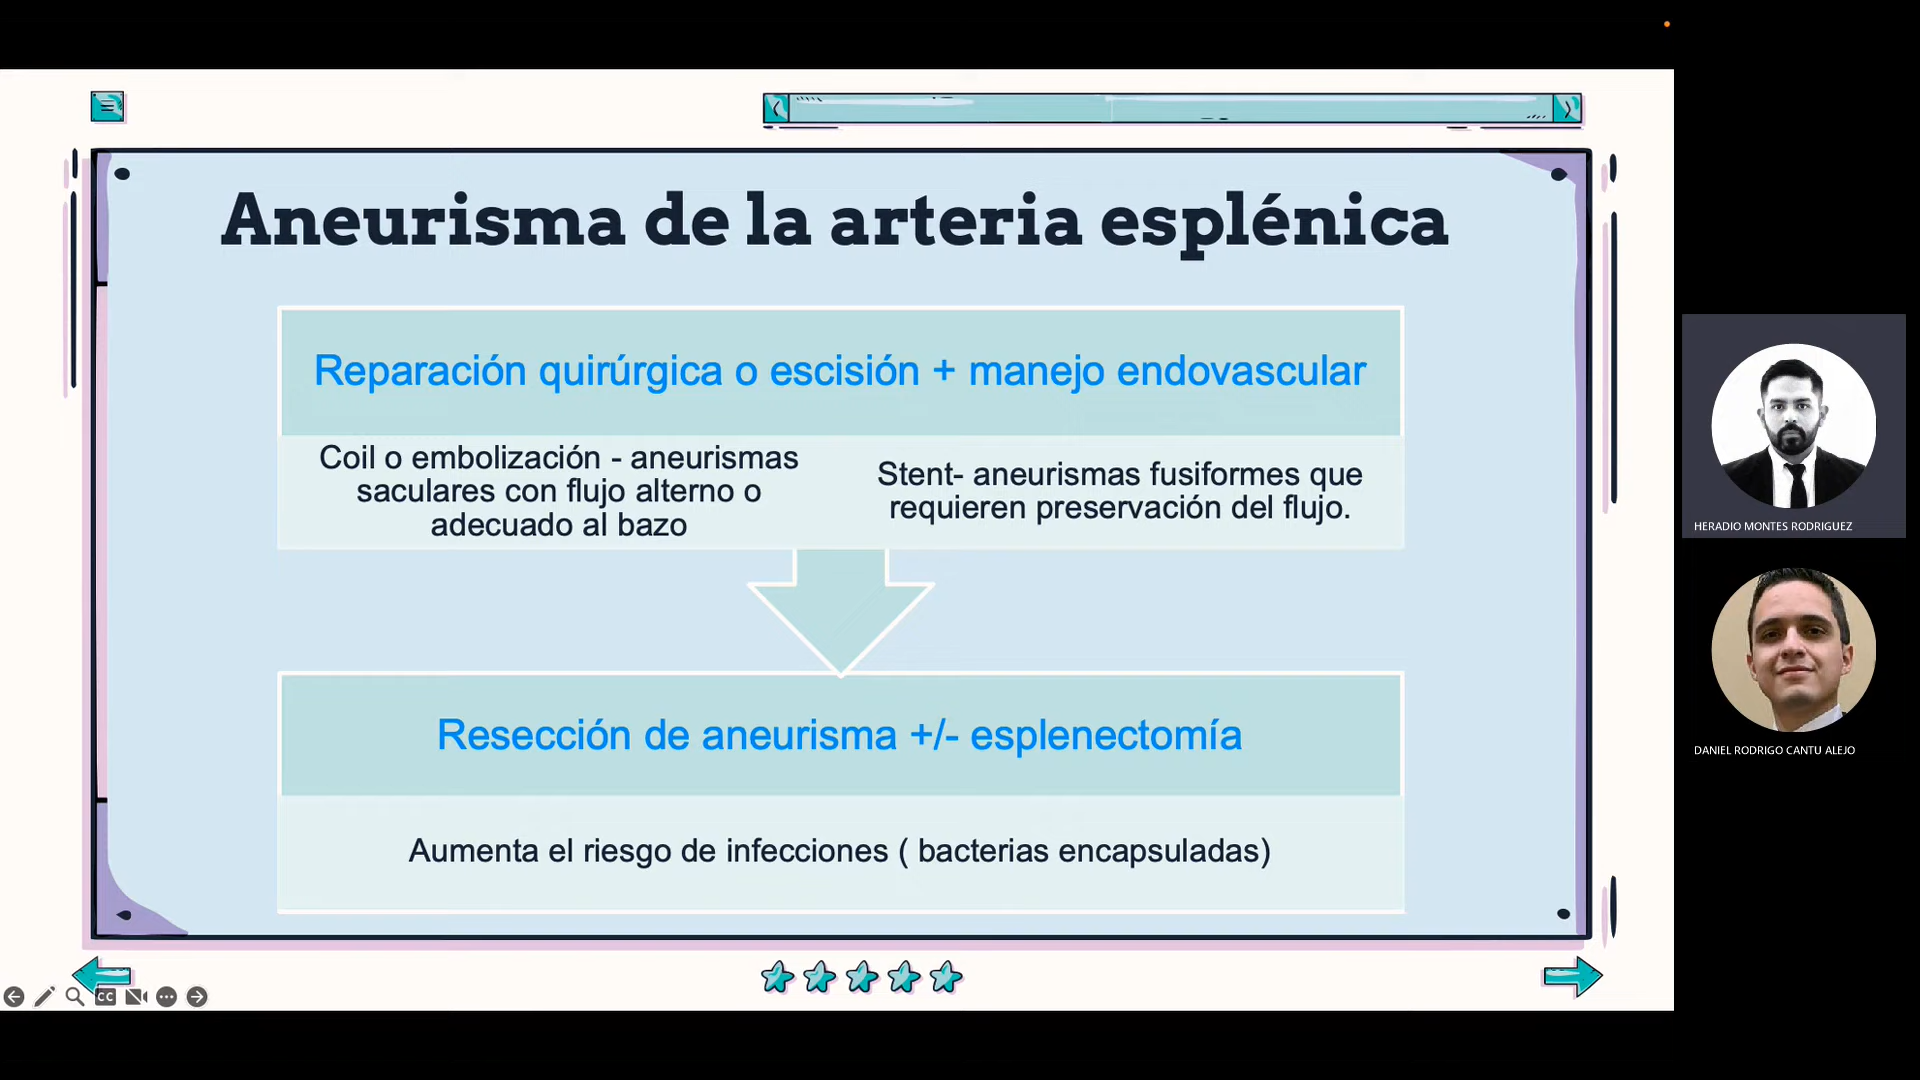 Aneurisma de la arteria esplénica
Reparación quirúrgica o escisión + manejo endovascular
Coil o embolización - aneurismas
saculares con flujo alterno o
adecuado al bazo
Stent- aneurismas fusiformes que
requieren preservación del flujo.
Resección de aneurisma +/- esplenectomía
Aumenta el riesgo de infecciones ( bacterias encapsuladas)
HERADIO MONTES RODRIGUEZ
DANIEL RODRIGO CANTU ALEJO
CC